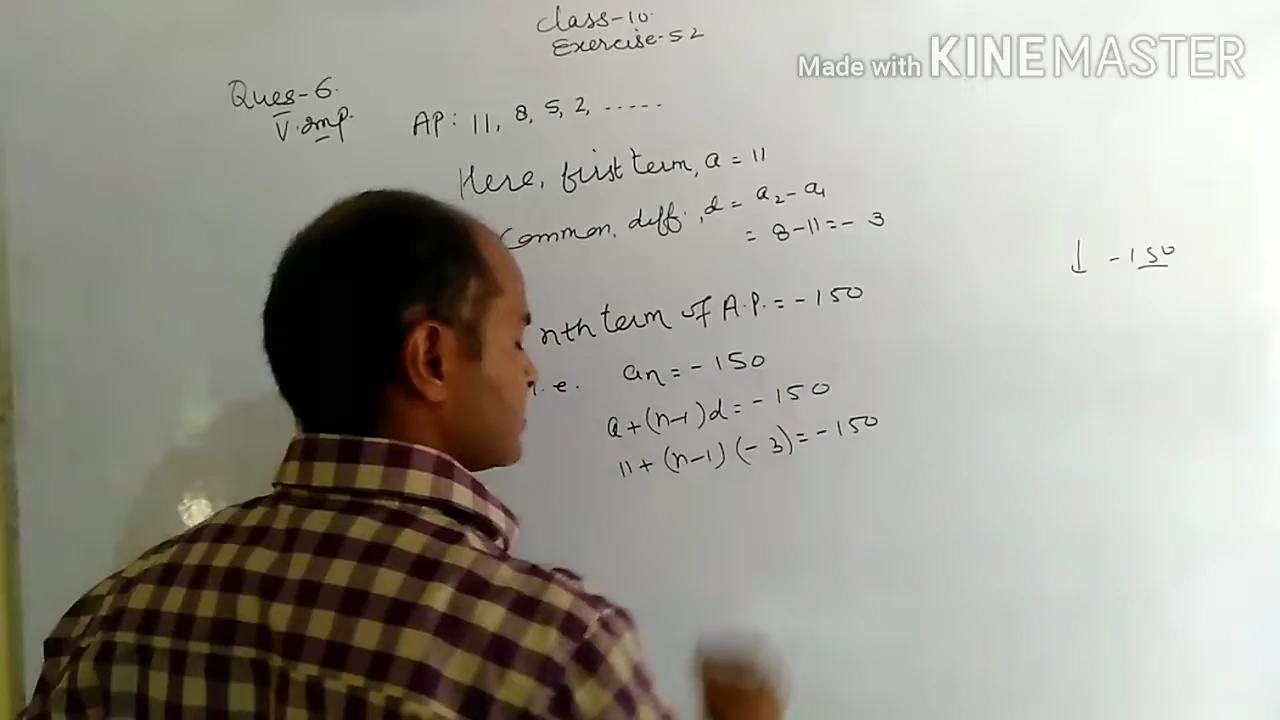 Class-10.
Exercise-5.2
Made with KINEMASTER
Ques-6.
V.Imp.
AP: 11, 8, 5, 2, .....
Here, first term, a = 11
Common. diff., d = a2 - a1
= 8-11 = -3
↓ -150
nth term of A.P. = -150
.e. an = -150
a+(n-1)d = -150
11+(n-1)(-3) = -150